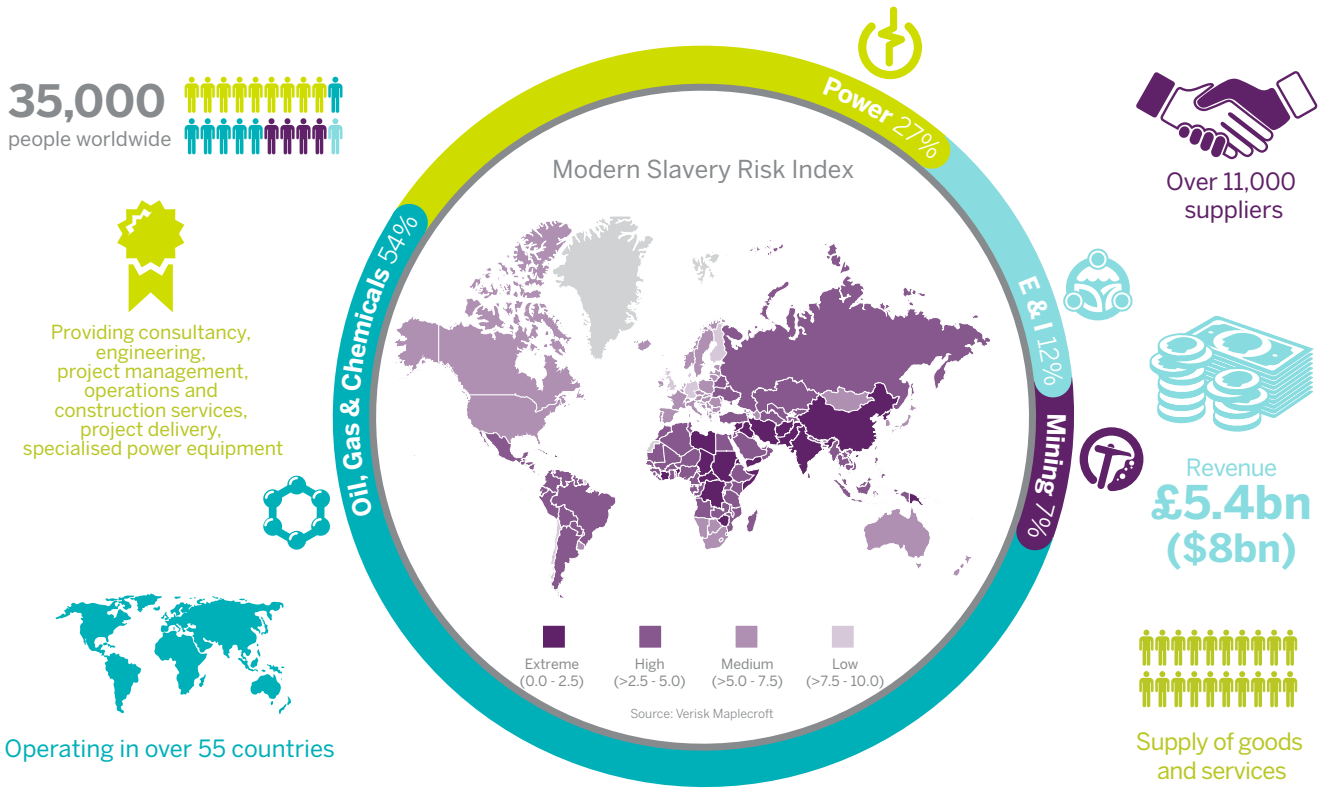 35,000
people worldwide
Providing consultancy,
engineering,
project management,
operations and
construction services,
project delivery,
specialised power equipment
Operating in over 55 countries
Oil, Gas & Chemicals 54%
Power 27%
E & I 12%
Mining 7%
Modern Slavery Risk Index
Extreme
(0.0 - 2.5)
High
(>2.5 - 5.0)
Medium
(>5.0 - 7.5)
Low
(>7.5 - 10.0)
Source: Verisk Maplecroft
Over 11,000
suppliers
Revenue
£5.4bn
($8bn)
Supply of goods
and services